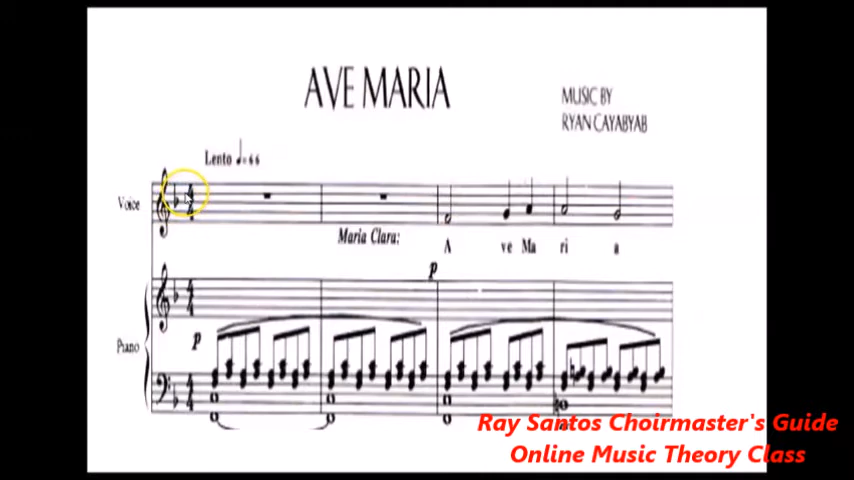 AVE MARIA
MUSIC BY
RYAN CAYABYAB
Lento ♩=66
Voice
Maria Clara:
A ve Ma ri a
p
p
Piano
Ray Santos Choirmaster's Guide
Online Music Theory Class